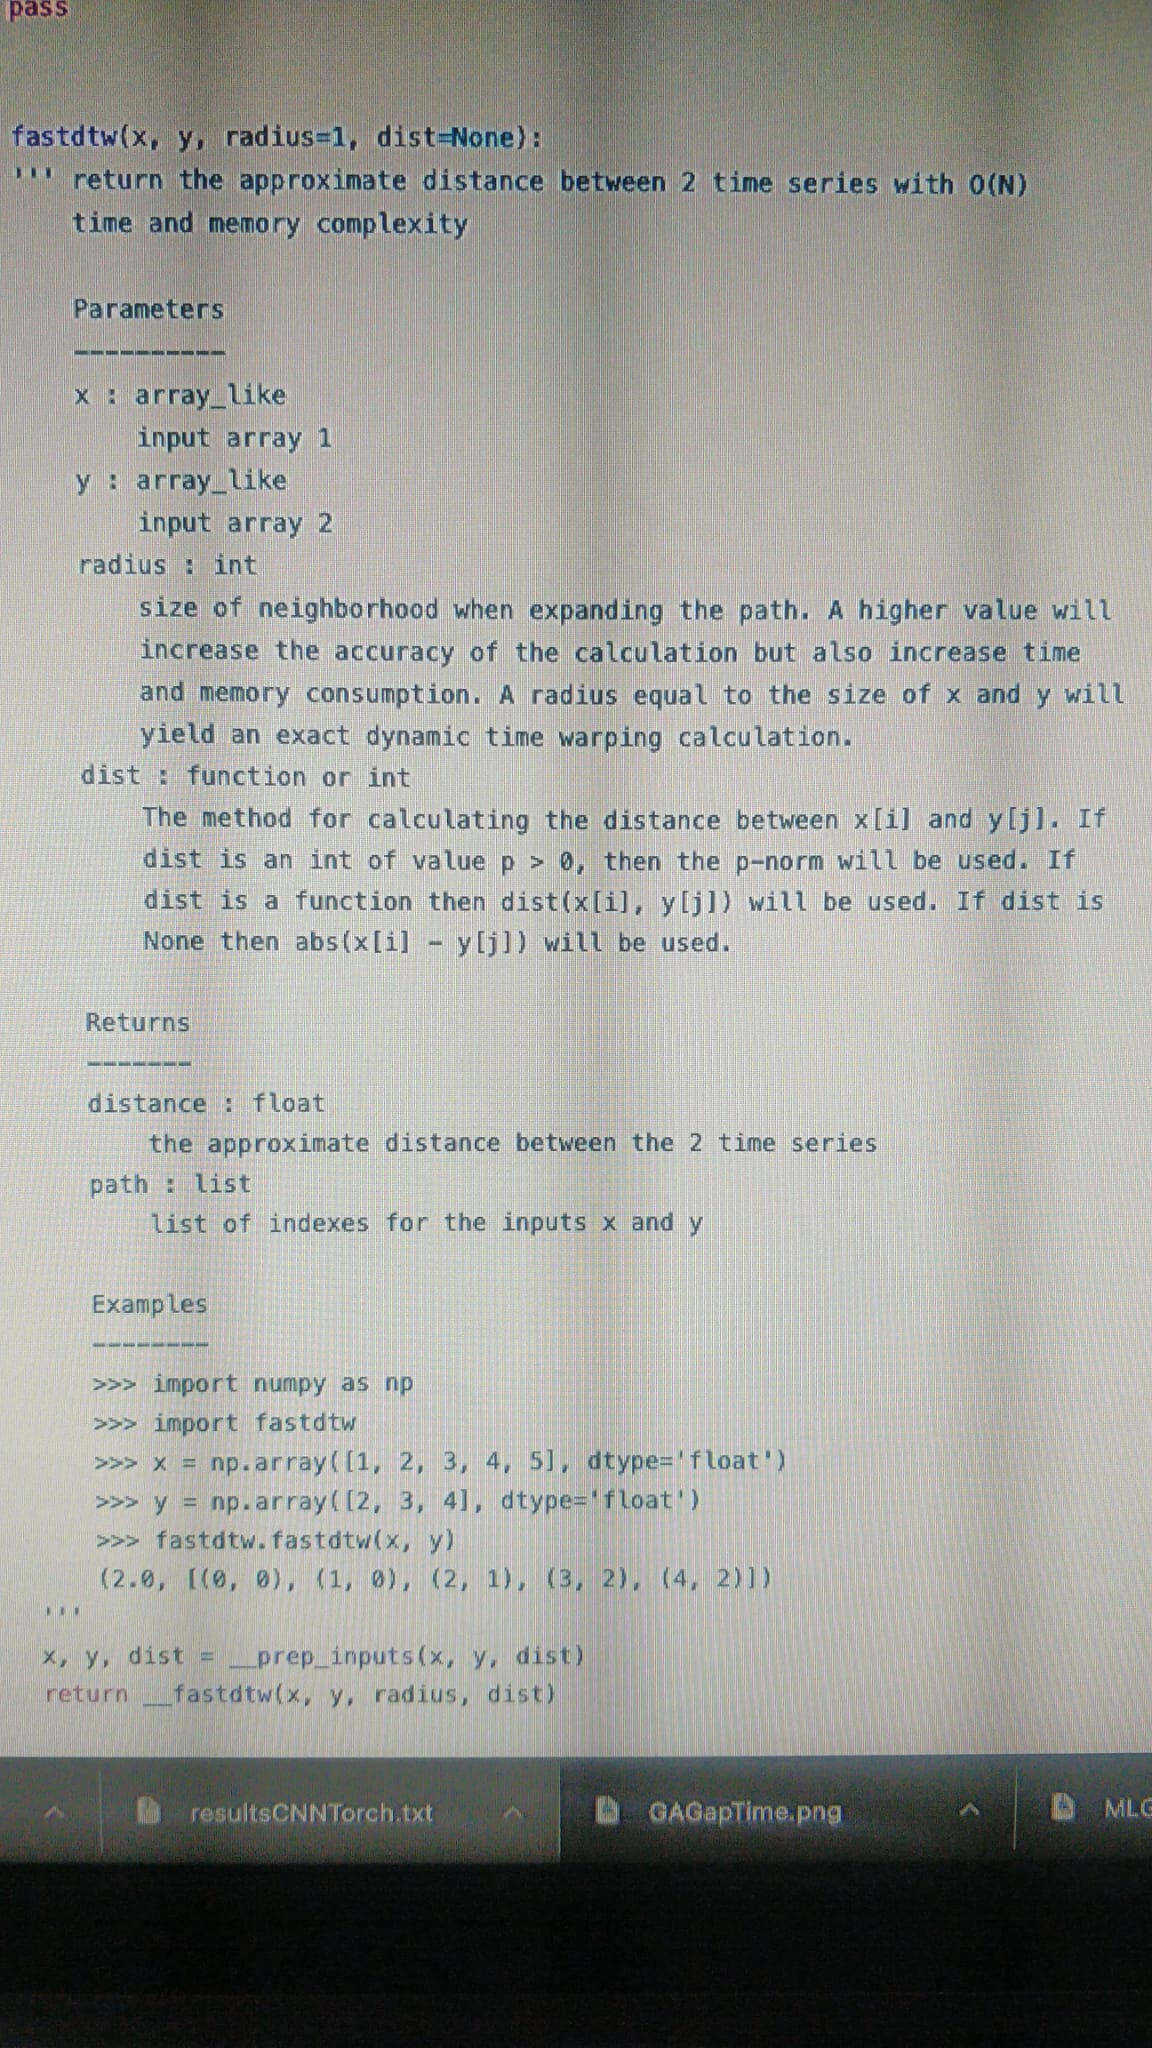 pass
fastdtw(x, y, radius=1, dist=None):
''' return the approximate distance between 2 time series with O(N)
time and memory complexity
Parameters
----------
x : array_like
input array 1
y : array_like
input array 2
radius : int
size of neighborhood when expanding the path. A higher value will
increase the accuracy of the calculation but also increase time
and memory consumption. A radius equal to the size of x and y will
yield an exact dynamic time warping calculation.
dist : function or int
The method for calculating the distance between x[i] and y[j]. If
dist is an int of value p > 0, then the p-norm will be used. If
dist is a function then dist(x[i], y[j]) will be used. If dist is
None then abs(x[i] - y[j]) will be used.
Returns
-------
distance : float
the approximate distance between the 2 time series
path : list
list of indexes for the inputs x and y
Examples
--------
>>> import numpy as np
>>> import fastdtw
>>> x = np.array([1, 2, 3, 4, 5], dtype='float')
>>> y = np.array([2, 3, 4], dtype='float')
>>> fastdtw.fastdtw(x, y)
(2.0, [(0, 0), (1, 0), (2, 1), (3, 2), (4, 2)])
'''
x, y, dist = __prep_inputs(x, y, dist)
return __fastdtw(x, y, radius, dist)
resultsCNNTorch.txt GAGapTime.png MLG